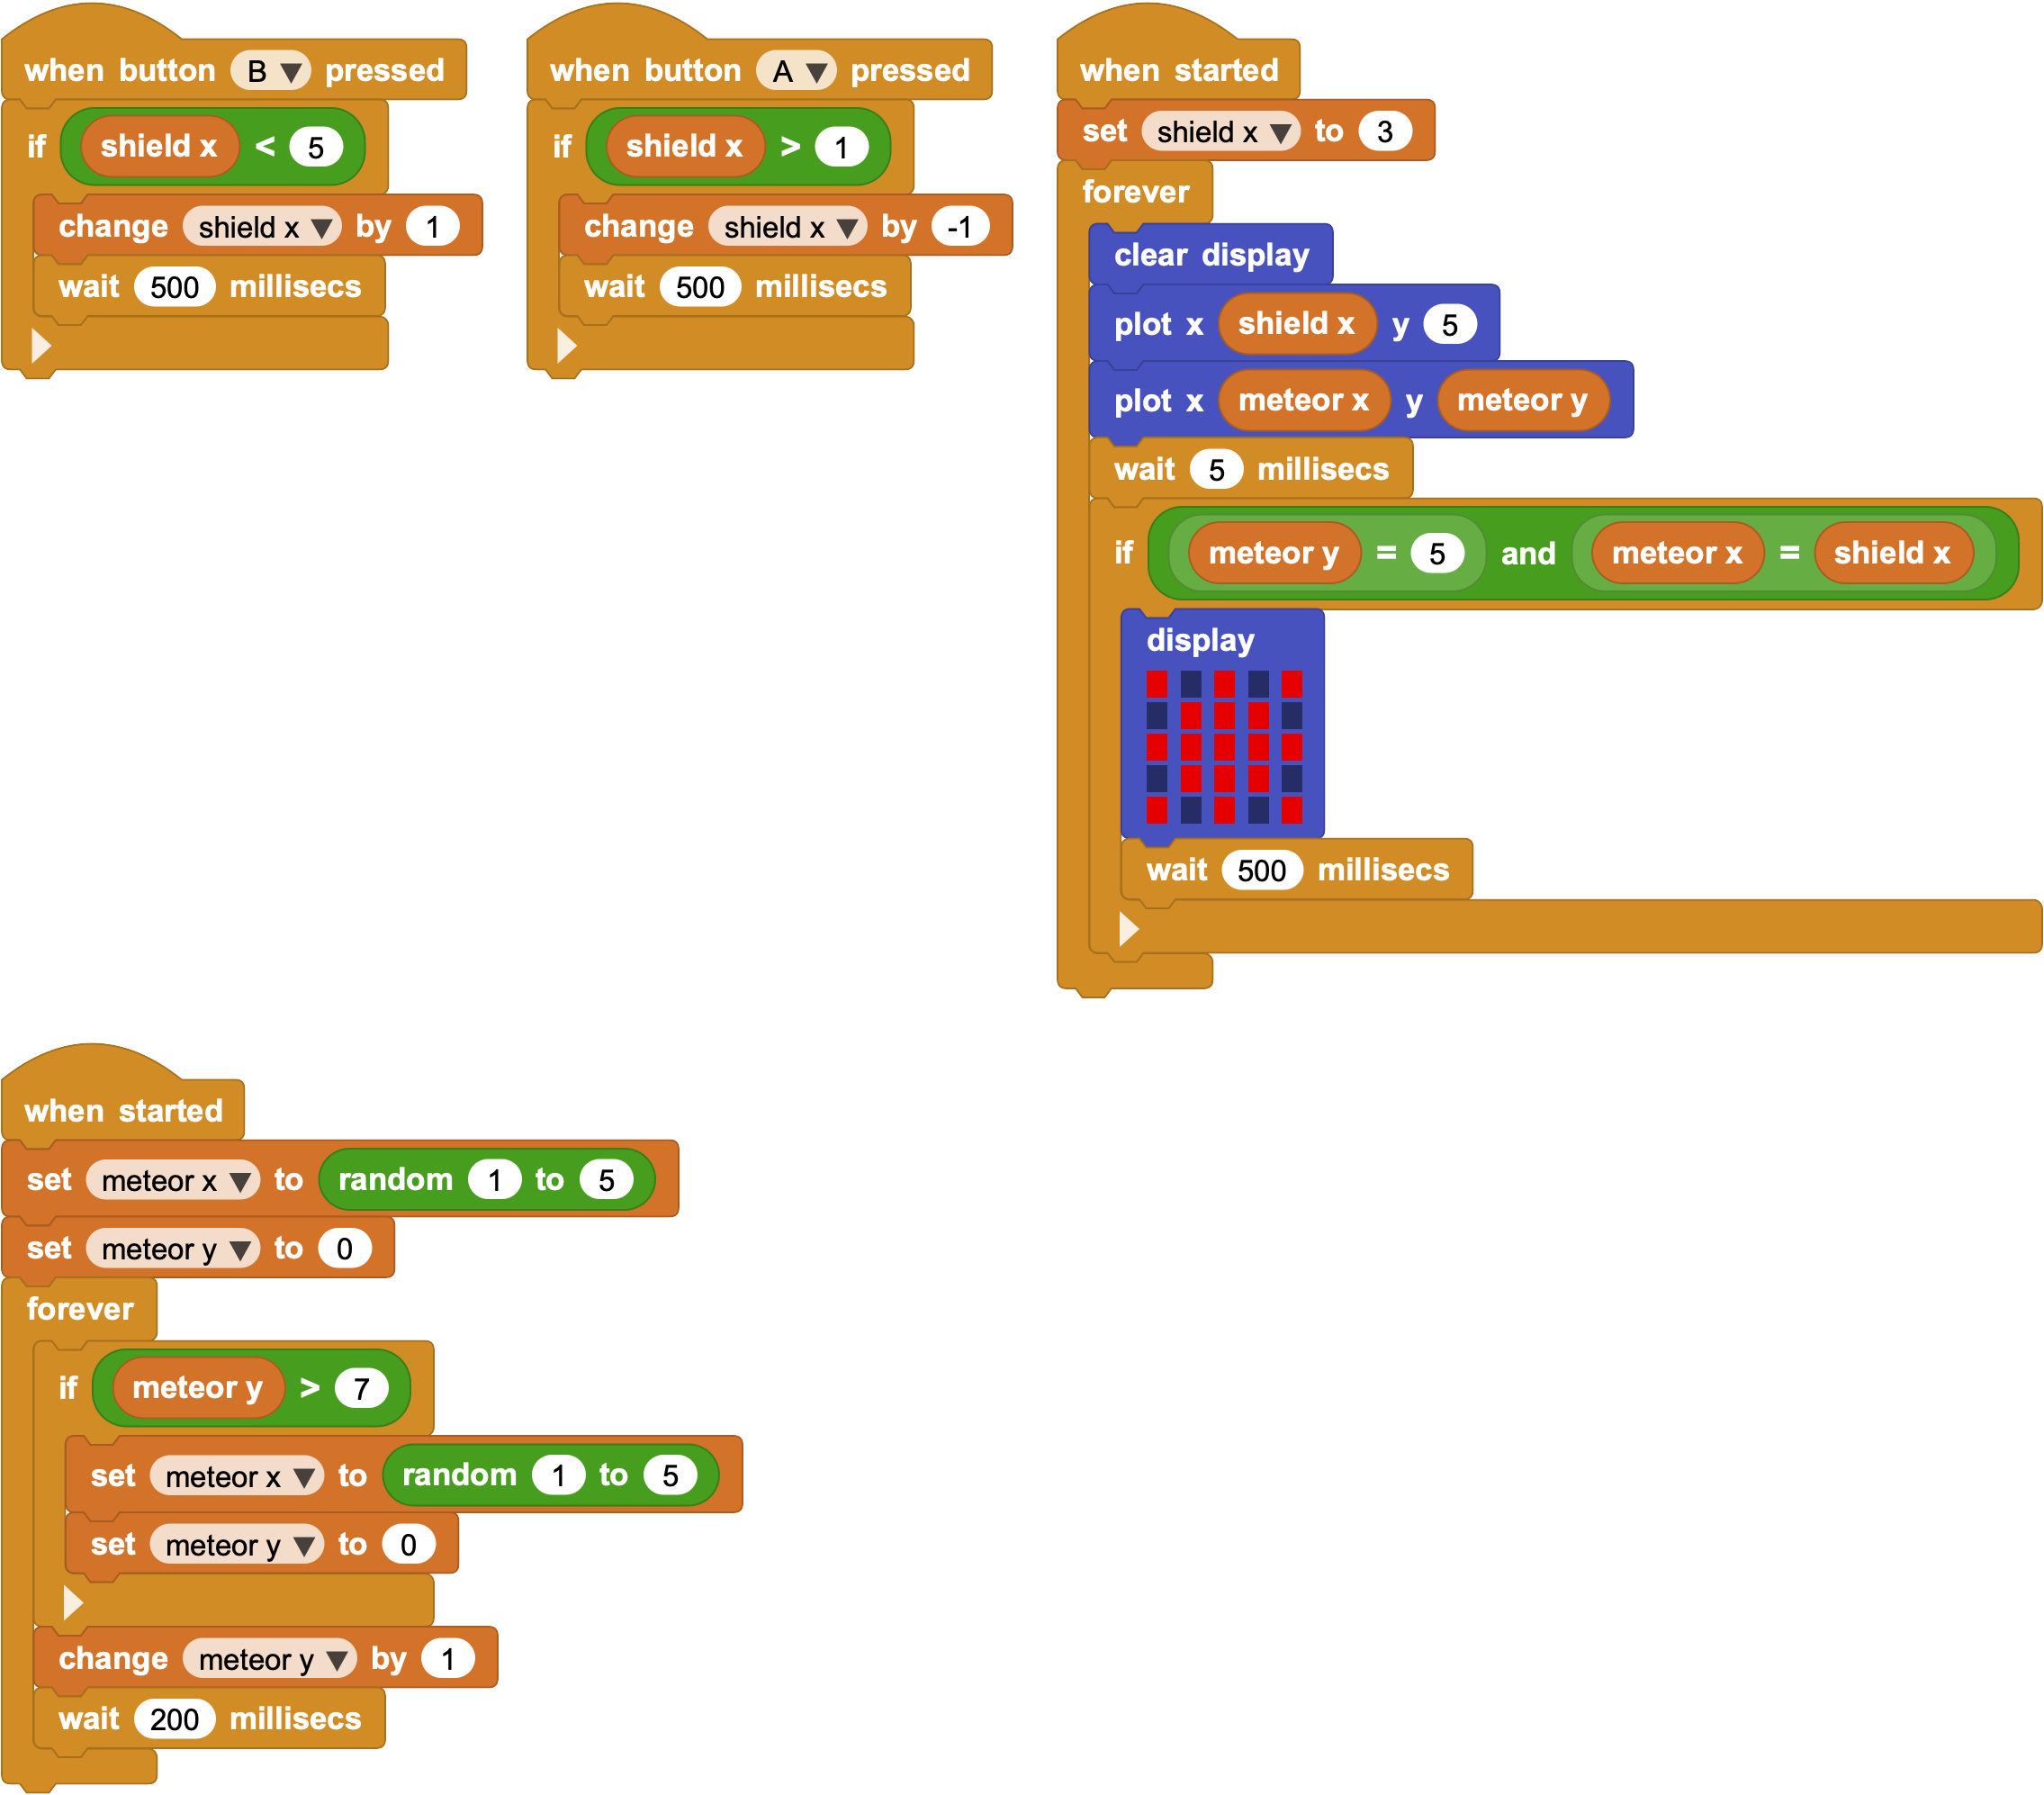 when button B pressed
if shield x < 5
change shield x by 1
wait 500 millisecs
when button A pressed
if shield x > 1
change shield x by -1
wait 500 millisecs
when started
set shield x to 3
forever
clear display
plot x shield x y 5
plot x meteor x y meteor y
wait 5 millisecs
if meteor y = 5 and meteor x = shield x
display
wait 500 millisecs
when started
set meteor x to random 1 to 5
set meteor y to 0
forever
if meteor y > 7
set meteor x to random 1 to 5
set meteor y to 0
change meteor y by 1
wait 200 millisecs